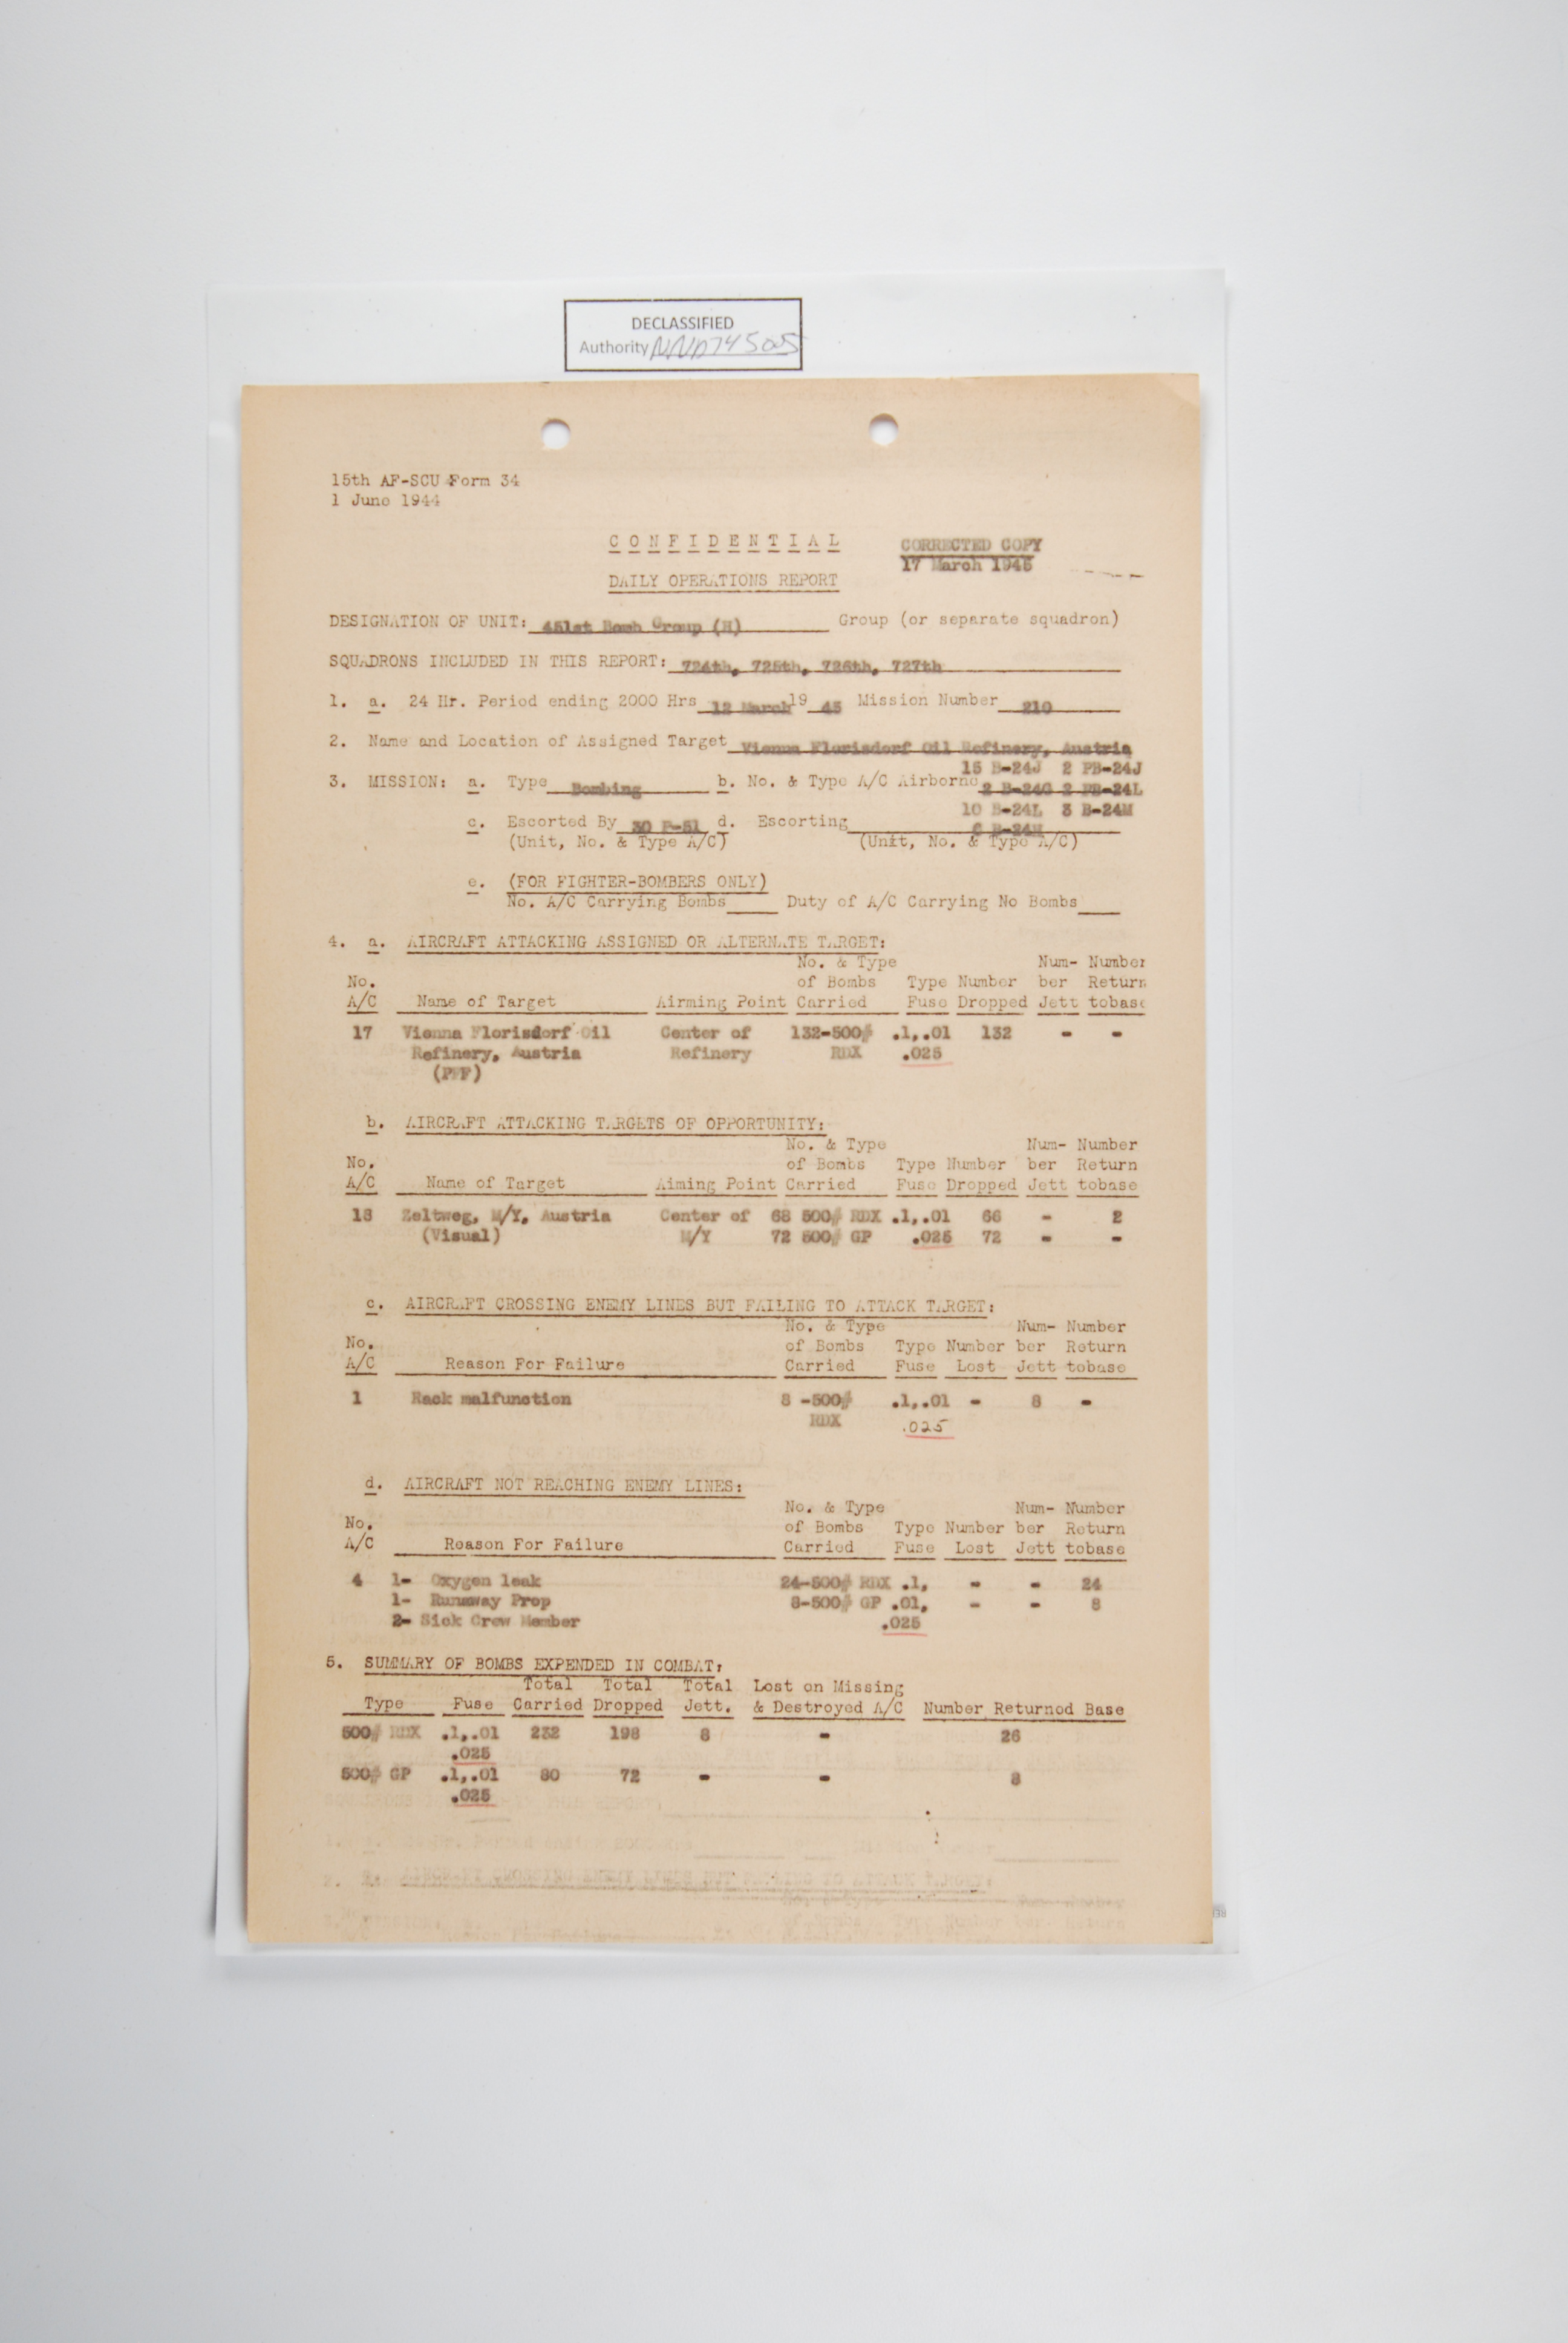 DECLASSIFIED
Authority NND745005
15th AF-SCU Form 34
1 June 1944
CONFIDENTIAL
CORRECTED COPY
17 March 1945
DAILY OPERATIONS REPORT
DESIGNATION OF UNIT: 451st Bomb Group (H) Group (or separate squadron)
SQUADRONS INCLUDED IN THIS REPORT: 724th, 725th, 726th, 727th
1. a. 24 Hr. Period ending 2000 Hrs 12 March 19 45 Mission Number 210
2. Name and Location of Assigned Target Vienna Florisdorf Oil Refinery, Austria
15 B-24J 2 PB-24J
3. MISSION: a. Type Bombing b. No. & Type A/C Airborne 2 B-24G 2 PB-24L
10 B-24L 3 B-24M
c. Escorted By 30 P-51 d. Escorting 6 B-24H
(Unit, No. & Type A/C) (Unit, No. & Type A/C)
e. (FOR FIGHTER-BOMBERS ONLY)
No. A/C Carrying Bombs Duty of A/C Carrying No Bombs
4. a. AIRCRAFT ATTACKING ASSIGNED OR ALTERNATE TARGET:
No. & Type Num- Number
No. of Bombs Type Number ber Return
A/C Name of Target Airming Point Carried Fuse Dropped Jett tobase
17 Vienna Florisdorf Oil Center of 132-500# .1,.01 132 - -
Refinery, Austria Refinery RDX .025
(PFF)
b. AIRCRAFT ATTACKING TARGETS OF OPPORTUNITY:
No. & Type Num- Number
No. of Bombs Type Number ber Return
A/C Name of Target Aiming Point Carried Fuse Dropped Jett tobase
18 Zeltweg, M/Y, Austria Center of 68 500# RDX .1,.01 66 - 2
(Visual) M/Y 72 500# GP .025 72 - -
c. AIRCRAFT CROSSING ENEMY LINES BUT FAILING TO ATTACK TARGET:
No. & Type Num- Number
No. of Bombs Type Number ber Return
A/C Reason For Failure Carried Fuse Lost Jett tobase
1 Rack malfunction 8 -500# .1,.01 - 8 -
RDX .025
d. AIRCRAFT NOT REACHING ENEMY LINES:
No. & Type Num- Number
No. of Bombs Type Number ber Return
A/C Reason For Failure Carried Fuse Lost Jett tobase
4 1- Oxygen leak 24-500# RDX .1, - - 24
1- Runaway Prop 8-500# GP .01, - - 8
2- Sick Crew Member .025
5. SUMMARY OF BOMBS EXPENDED IN COMBAT:
Total Total Total Lost on Missing
Type Fuse Carried Dropped Jett. & Destroyed A/C Number Returned Base
500# RDX .1,.01 232 198 8 - 26
.025
500# GP .1,.01 80 72 - - 8
.025